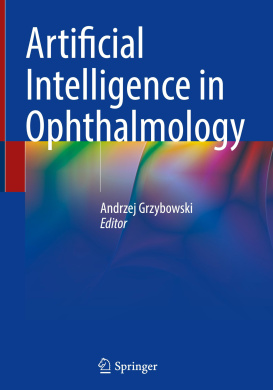 Artificial
Intelligence in
Ophthalmology
Andrzej Grzybowski
Editor
Springer